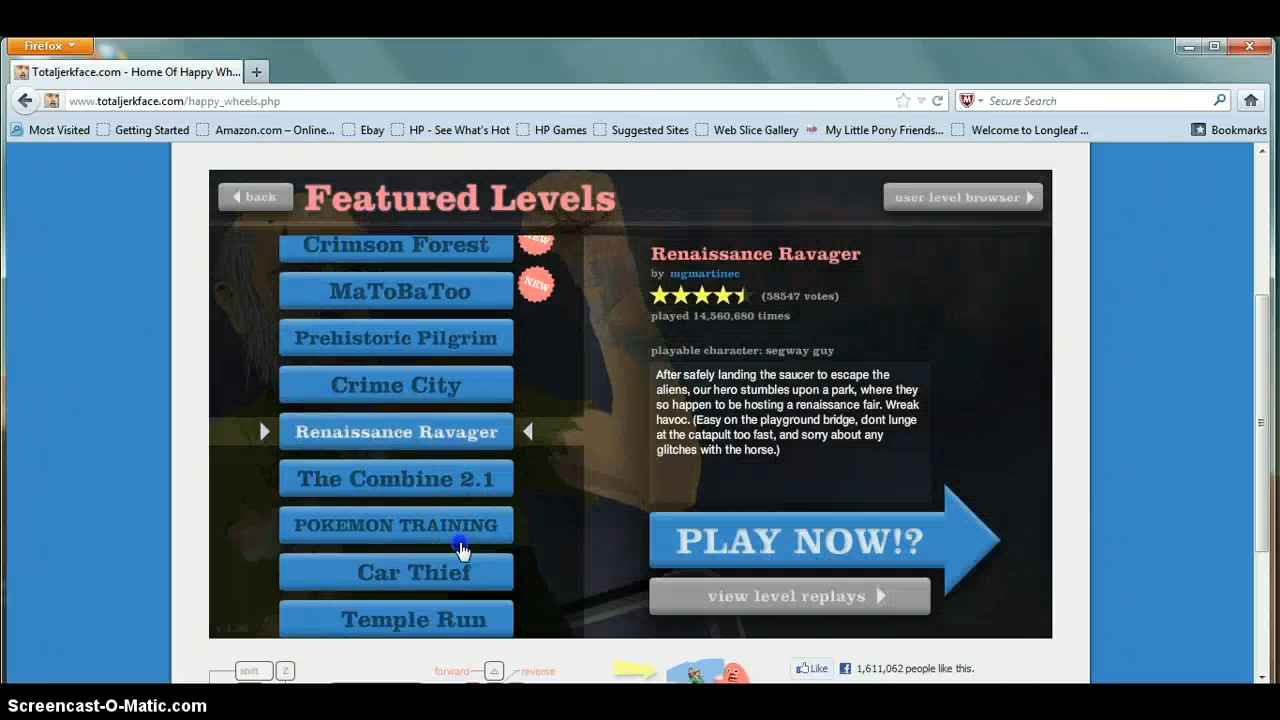 Firefox
Totaljerkface.com - Home Of Happy Wh...
www.totaljerkface.com/happy_wheels.php
Secure Search
Most Visited
Getting Started
Amazon.com – Online...
Ebay
HP - See What's Hot
HP Games
Suggested Sites
Web Slice Gallery
My Little Pony Friends...
Welcome to Longleaf ...
Bookmarks
back
Featured Levels
user level browser
Crimson Forest
NEW
MaToBaToo
NEW
Prehistoric Pilgrim
Crime City
Renaissance Ravager
The Combine 2.1
POKEMON TRAINING
Car Thief
Temple Run
Renaissance Ravager
by mgmartinec
(58547 votes)
played 14,560,680 times
playable character: segway guy
After safely landing the saucer to escape the
aliens, our hero stumbles upon a park, where they
so happen to be hosting a renaissance fair. Wreak
havoc. (Easy on the playground bridge, dont lunge
at the catapult too fast, and sorry about any
glitches with the horse.)
PLAY NOW!?
view level replays
shift
Z
forward
reverse
Like
1,611,062 people like this.
Screencast-O-Matic.com